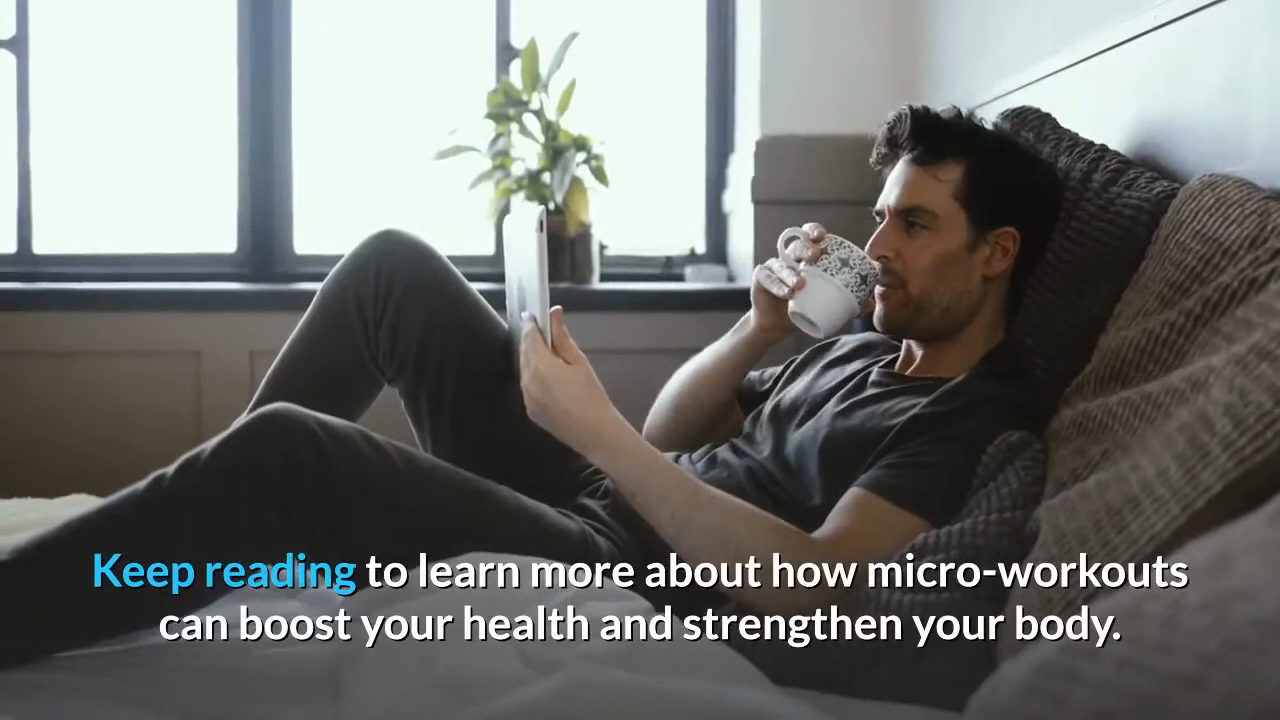 Keep reading to learn more about how micro-workouts
can boost your health and strengthen your body.